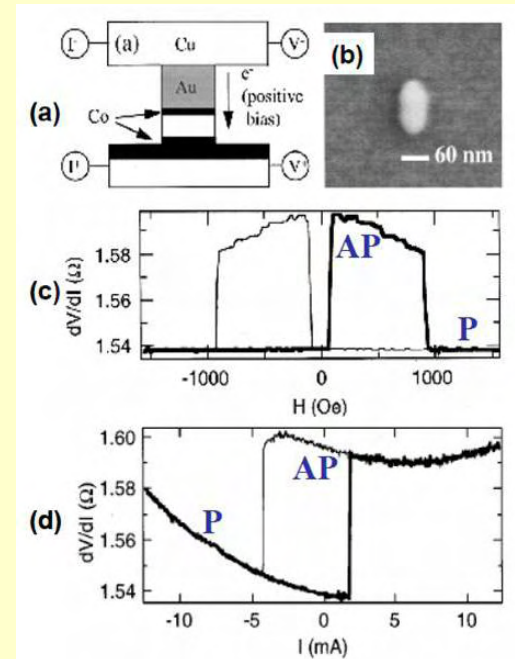 I- (a) Cu V-
Au
e-
(positive
bias)
(a)
Co
I+ V+
(b)
60 nm
(c)
dV/dI (Ω)
1.58
1.56
1.54
AP
P
-1000 0 1000
H (Oe)
(d)
dV/dI (Ω)
1.60
1.58
1.56
1.54
P
AP
-10 -5 0 5 10
I (mA)